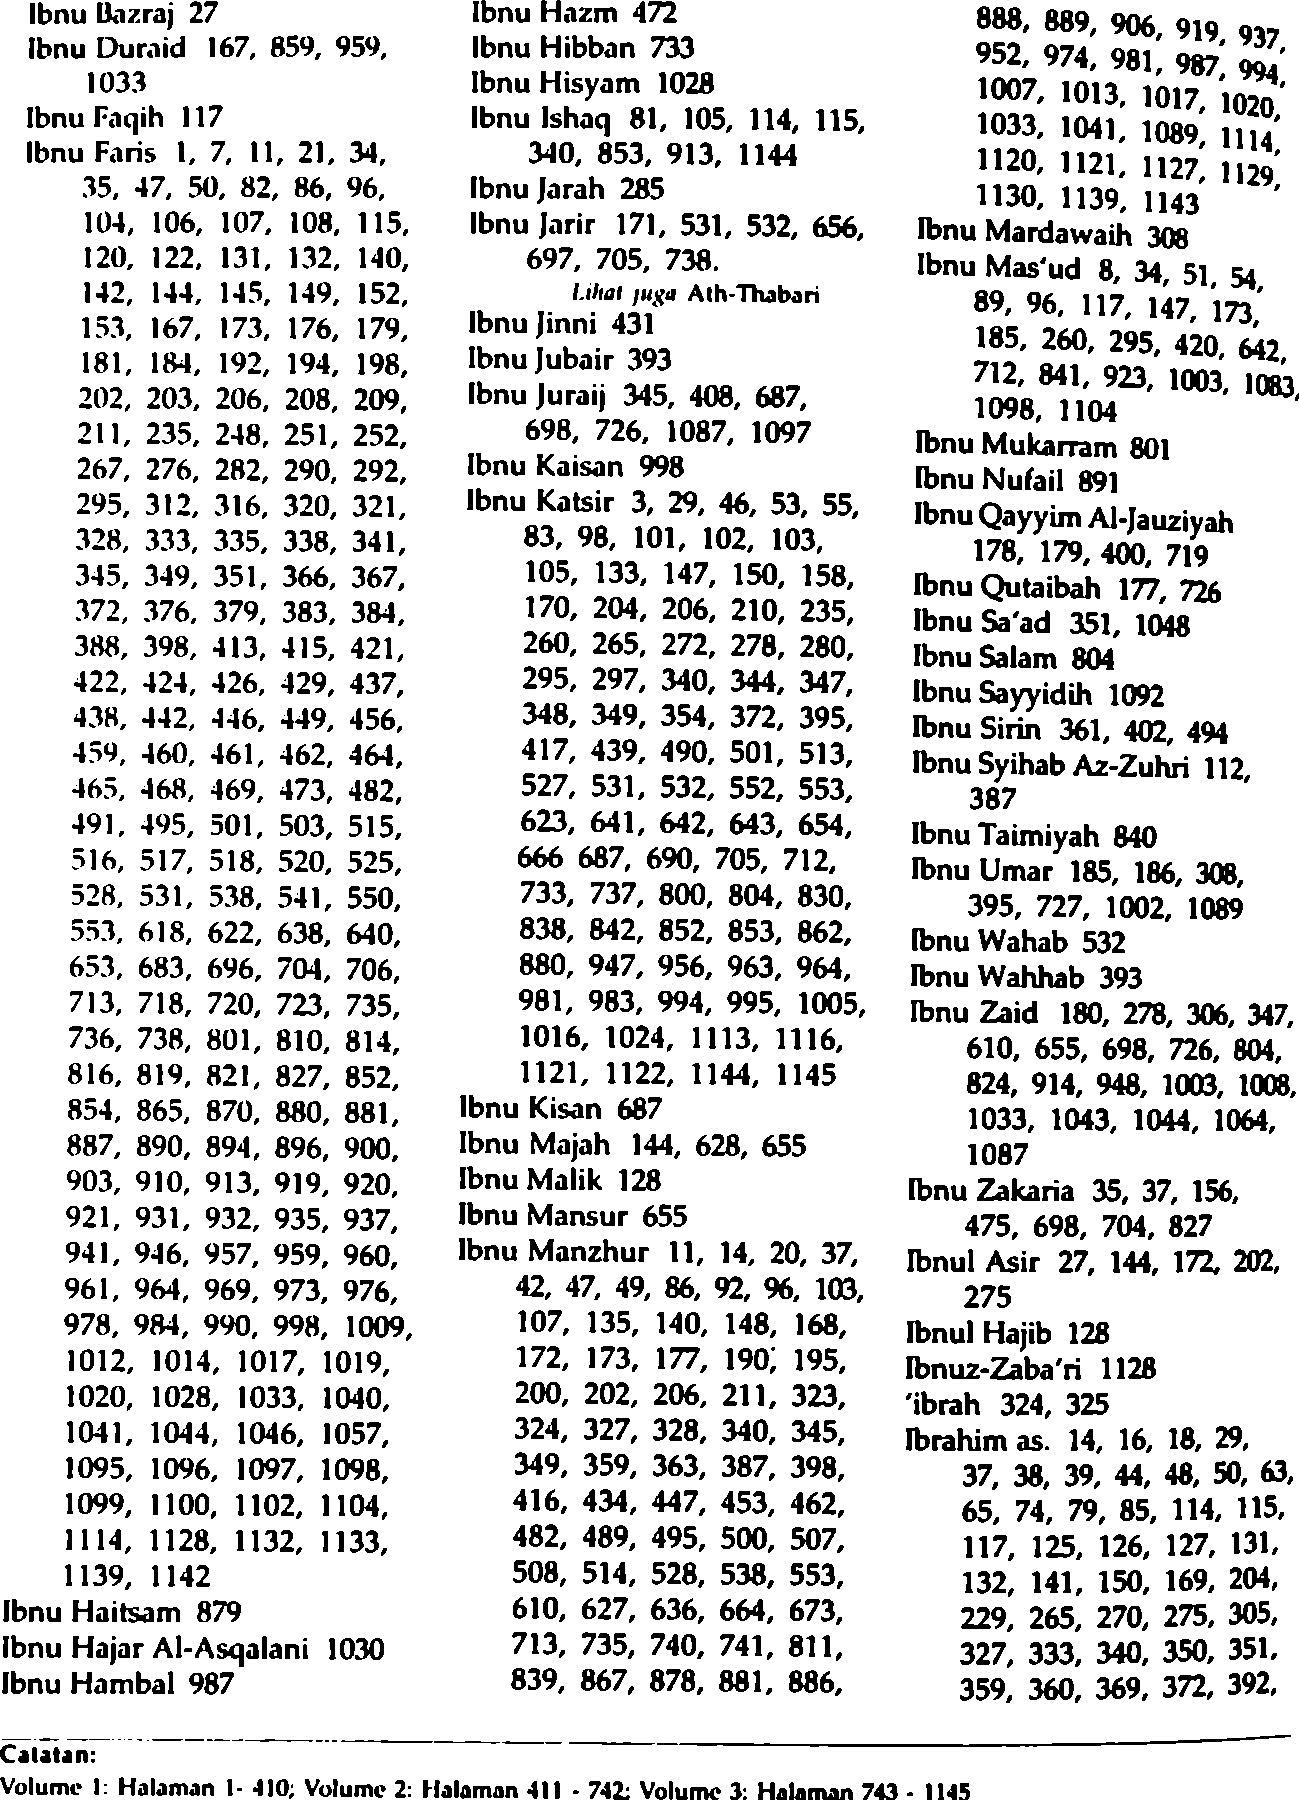 Ibnu Bazraj 27
Ibnu Duraid 167, 859, 959,
1033
Ibnu Faqih 117
Ibnu Faris 1, 7, 11, 21, 34,
35, 47, 50, 82, 86, 96,
104, 106, 107, 108, 115,
120, 122, 131, 132, 140,
142, 144, 145, 149, 152,
153, 167, 173, 176, 179,
181, 184, 192, 194, 198,
202, 203, 206, 208, 209,
211, 235, 248, 251, 252,
267, 276, 282, 290, 292,
295, 312, 316, 320, 321,
328, 333, 335, 338, 341,
345, 349, 351, 366, 367,
372, 376, 379, 383, 384,
388, 398, 413, 415, 421,
422, 424, 426, 429, 437,
438, 442, 446, 449, 456,
459, 460, 461, 462, 464,
465, 468, 469, 473, 482,
491, 495, 501, 503, 515,
516, 517, 518, 520, 525,
528, 531, 538, 541, 550,
553, 618, 622, 638, 640,
653, 683, 696, 704, 706,
713, 718, 720, 723, 735,
736, 738, 801, 810, 814,
816, 819, 821, 827, 852,
854, 865, 870, 880, 881,
887, 890, 894, 896, 900,
903, 910, 913, 919, 920,
921, 931, 932, 935, 937,
941, 946, 957, 959, 960,
961, 964, 969, 973, 976,
978, 984, 990, 998, 1009,
1012, 1014, 1017, 1019,
1020, 1028, 1033, 1040,
1041, 1044, 1046, 1057,
1095, 1096, 1097, 1098,
1099, 1100, 1102, 1104,
1114, 1128, 1132, 1133,
1139, 1142
Ibnu Haitsam 879
Ibnu Hajar Al-Asqalani 1030
Ibnu Hambal 987
Ibnu Hazm 472
Ibnu Hibban 733
Ibnu Hisyam 1028
Ibnu Ishaq 81, 105, 114, 115,
340, 853, 913, 1144
Ibnu Jarah 285
Ibnu Jarir 171, 531, 532, 656,
697, 705, 738.
Lihat juga Ath-Thabari
Ibnu Jinni 431
Ibnu Jubair 393
Ibnu Juraij 345, 408, 687,
698, 726, 1087, 1097
Ibnu Kaisan 998
Ibnu Katsir 3, 29, 46, 53, 55,
83, 98, 101, 102, 103,
105, 133, 147, 150, 158,
170, 204, 206, 210, 235,
260, 265, 272, 278, 280,
295, 297, 340, 344, 347,
348, 349, 354, 372, 395,
417, 439, 490, 501, 513,
527, 531, 532, 552, 553,
623, 641, 642, 643, 654,
666 687, 690, 705, 712,
733, 737, 800, 804, 830,
838, 842, 852, 853, 862,
880, 947, 956, 963, 964,
981, 983, 994, 995, 1005,
1016, 1024, 1113, 1116,
1121, 1122, 1144, 1145
Ibnu Kisan 687
Ibnu Majah 144, 628, 655
Ibnu Malik 128
Ibnu Mansur 655
Ibnu Manzhur 11, 14, 20, 37,
42, 47, 49, 86, 92, 96, 103,
107, 135, 140, 148, 168,
172, 173, 177, 190, 195,
200, 202, 206, 211, 323,
324, 327, 328, 340, 345,
349, 359, 363, 387, 398,
416, 434, 447, 453, 462,
482, 489, 495, 500, 507,
508, 514, 528, 538, 553,
610, 627, 636, 664, 673,
713, 735, 740, 741, 811,
839, 867, 878, 881, 886,
888, 889, 906, 919, 937,
952, 974, 981, 987, 994,
1007, 1013, 1017, 1020,
1033, 1041, 1089, 1114,
1120, 1121, 1127, 1129,
1130, 1139, 1143
Ibnu Mardawaih 308
Ibnu Mas'ud 8, 34, 51, 54,
89, 96, 117, 147, 173,
185, 260, 295, 420, 642,
712, 841, 923, 1003, 1083,
1098, 1104
Ibnu Mukarram 801
Ibnu Nufail 891
Ibnu Qayyim Al-Jauziyah
178, 179, 400, 719
Ibnu Qutaibah 177, 726
Ibnu Sa'ad 351, 1048
Ibnu Salam 804
Ibnu Sayyidih 1092
Ibnu Sirin 361, 402, 494
Ibnu Syihab Az-Zuhri 112,
387
Ibnu Taimiyah 840
Ibnu Umar 185, 186, 308,
395, 727, 1002, 1089
Ibnu Wahab 532
Ibnu Wahhab 393
Ibnu Zaid 180, 278, 306, 347,
610, 655, 698, 726, 804,
824, 914, 948, 1003, 1008,
1033, 1043, 1044, 1064,
1087
Ibnu Zakaria 35, 37, 156,
475, 698, 704, 827
Ibnul Asir 27, 144, 172, 202,
275
Ibnul Hajib 128
Ibnuz-Zaba'ri 1128
'ibrah 324, 325
Ibrahim as. 14, 16, 18, 29,
37, 38, 39, 44, 48, 50, 63,
65, 74, 79, 85, 114, 115,
117, 125, 126, 127, 131,
132, 141, 150, 169, 204,
229, 265, 270, 275, 305,
327, 333, 340, 350, 351,
359, 360, 369, 372, 392,
Catatan:
Volume 1: Halaman 1- 410; Volume 2: Halaman 411 - 742; Volume 3: Halaman 743 - 1145